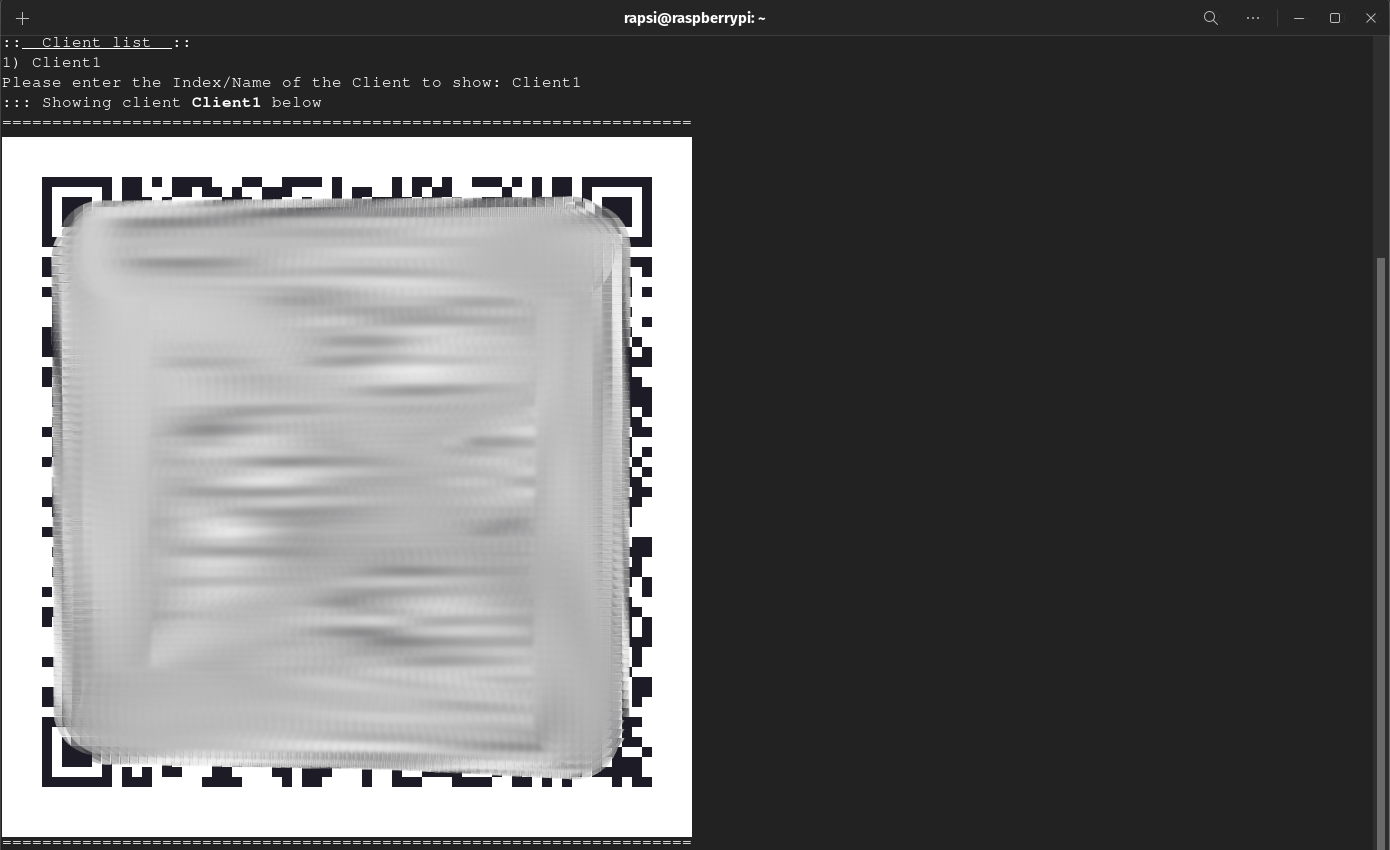 rapsi@raspberrypi: ~
:: Client list ::
1) Client1
Please enter the Index/Name of the Client to show: Client1
::: Showing client Client1 below
=====================================================================
=====================================================================